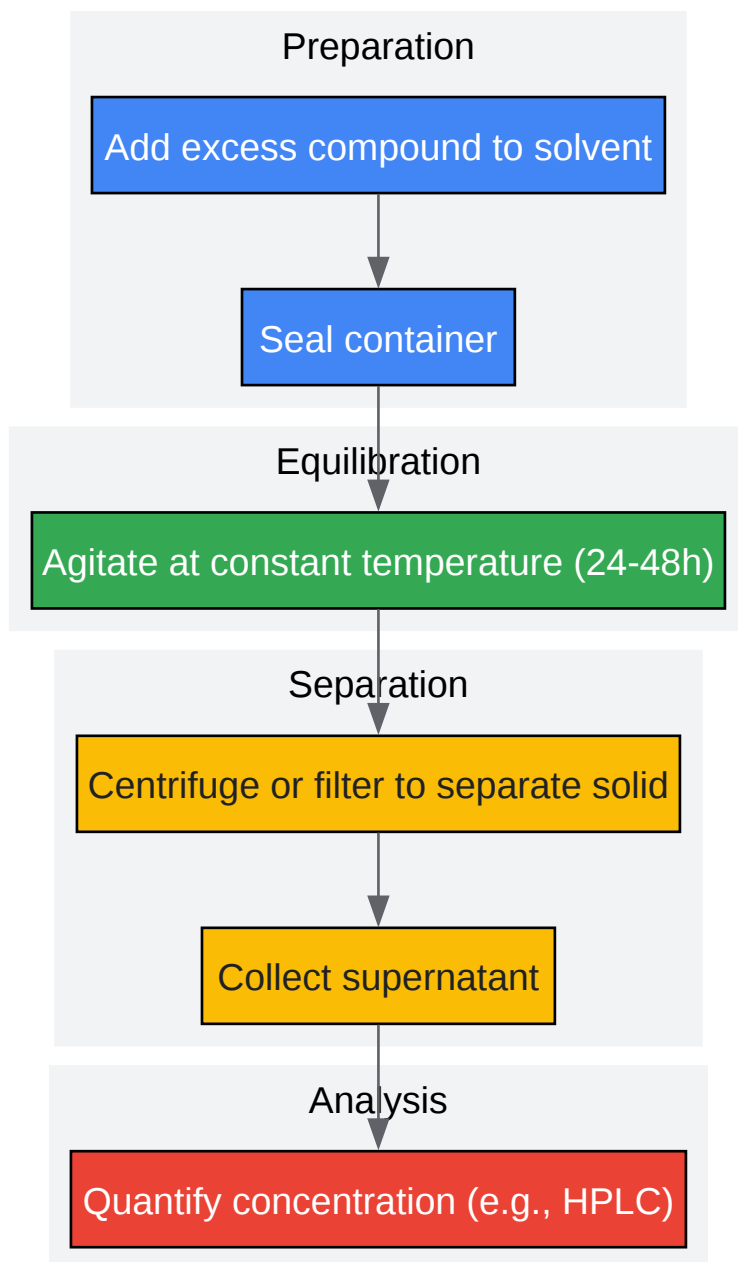 Preparation
Add excess compound to solvent
Seal container
Equilibration
Agitate at constant temperature (24-48h)
Separation
Centrifuge or filter to separate solid
Collect supernatant
Analysis
Quantify concentration (e.g., HPLC)